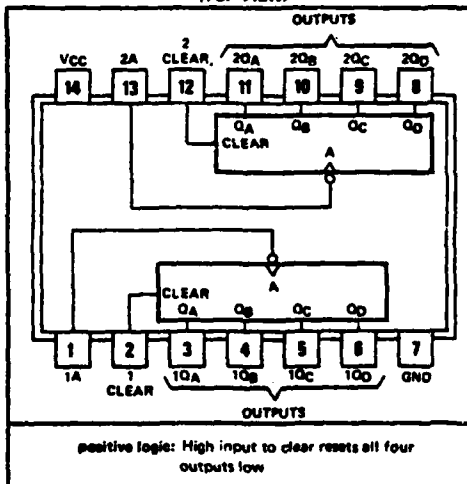 OUTPUTS
VCC 2A 2 CLEAR, 2QA 2QB 2QC 2QD
14 13 12 11 10 9 8
QA QB QC QD
CLEAR
A
A
CLEAR
QA QB QC QD
1 2 3 4 5 6 7
1A 1 CLEAR 1QA 1QB 1QC 1QD GND
OUTPUTS
positive logic: High input to clear resets all four
outputs low